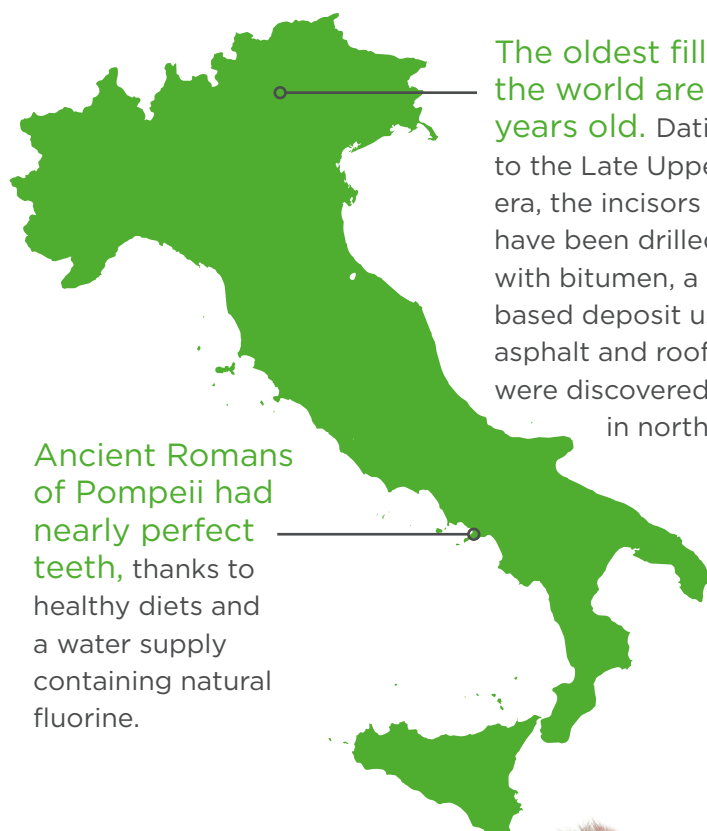 The oldest fill
the world are
years old. Dati
to the Late Uppe
era, the incisors
have been drilled
with bitumen, a
based deposit u
asphalt and roof
were discovered
in north
Ancient Romans
of Pompeii had
nearly perfect
teeth, thanks to
healthy diets and
a water supply
containing natural
fluorine.